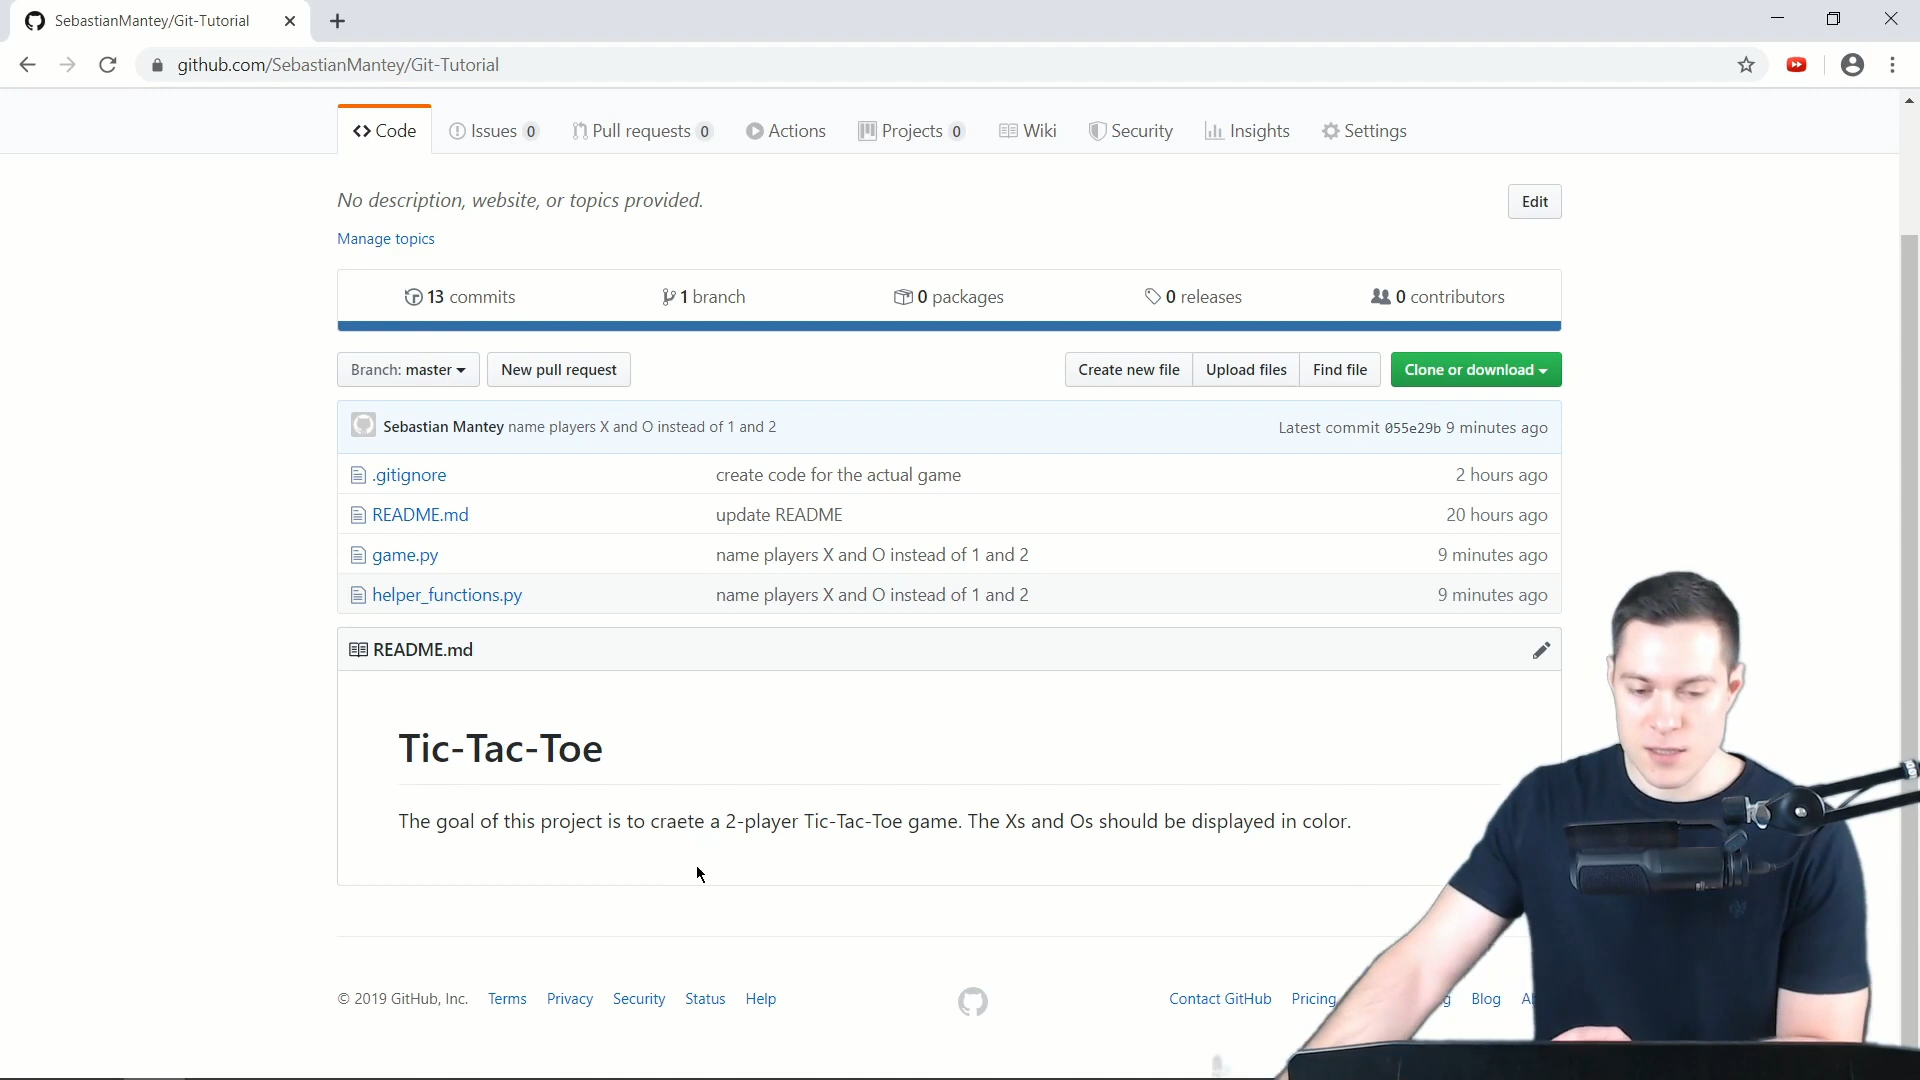 SebastianMantey/Git-Tutorial
github.com/SebastianMantey/Git-Tutorial
Code Issues 0 Pull requests 0 Actions Projects 0 Wiki Security Insights Settings
No description, website, or topics provided. Edit
Manage topics
13 commits 1 branch 0 packages 0 releases 0 contributors
Branch: master New pull request Create new file Upload files Find file Clone or download
Sebastian Mantey name players X and O instead of 1 and 2 Latest commit 055e29b 9 minutes ago
.gitignore create code for the actual game 2 hours ago
README.md update README 20 hours ago
game.py name players X and O instead of 1 and 2 9 minutes ago
helper_functions.py name players X and O instead of 1 and 2 9 minutes ago
README.md
Tic-Tac-Toe
The goal of this project is to craete a 2-player Tic-Tac-Toe game. The Xs and Os should be displayed in color.
© 2019 GitHub, Inc. Terms Privacy Security Status Help Contact GitHub Pricing Blog